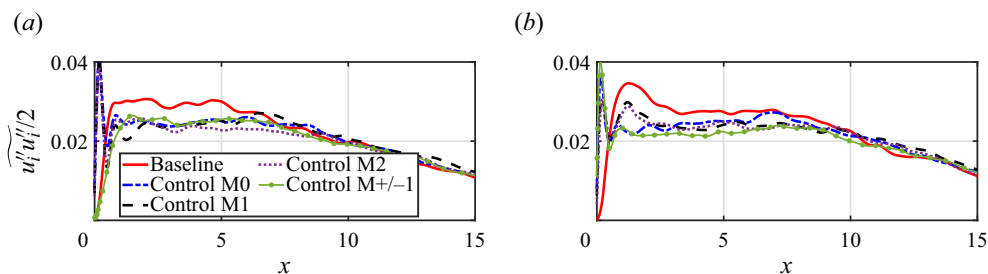 (a)
(b)
0.04
0.02
u_i''u_i''/2
Baseline
Control M0
Control M1
Control M2
Control M+/–1
0
5
10
15
x
0.04
0.02
0
5
10
15
x